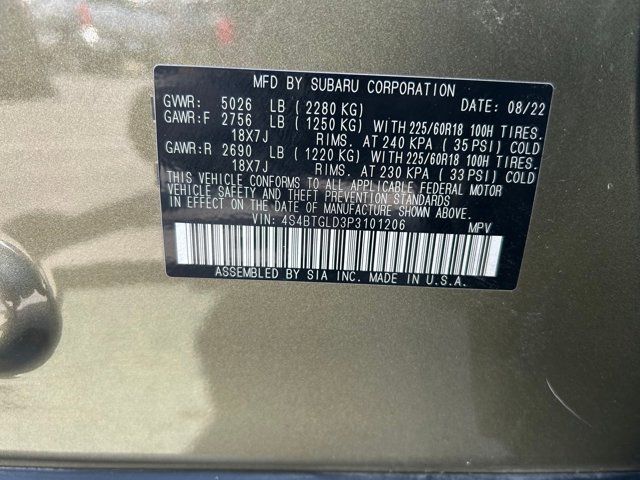 MFD BY SUBARU CORPORATION DATE: 08/22
GVWR: 5026 LB ( 2280 KG)
GAWR:F 2756 LB ( 1250 KG) WITH 225/60R18 100H TIRES.
18X7J RIMS. AT 240 KPA ( 35 PSI) COLD
GAWR:R 2690 LB ( 1220 KG) WITH 225/60R18 100H TIRES.
18X7J RIMS. AT 230 KPA ( 33 PSI) COLD
THIS VEHICLE CONFORMS TO ALL APPLICABLE FEDERAL MOTOR
VEHICLE SAFETY AND THEFT PREVENTION STANDARDS
IN EFFECT ON THE DATE OF MANUFACTURE SHOWN ABOVE.
VIN: 4S4BTGLD3P3101206 MPV
ASSEMBLED BY SIA INC. MADE IN U.S.A.